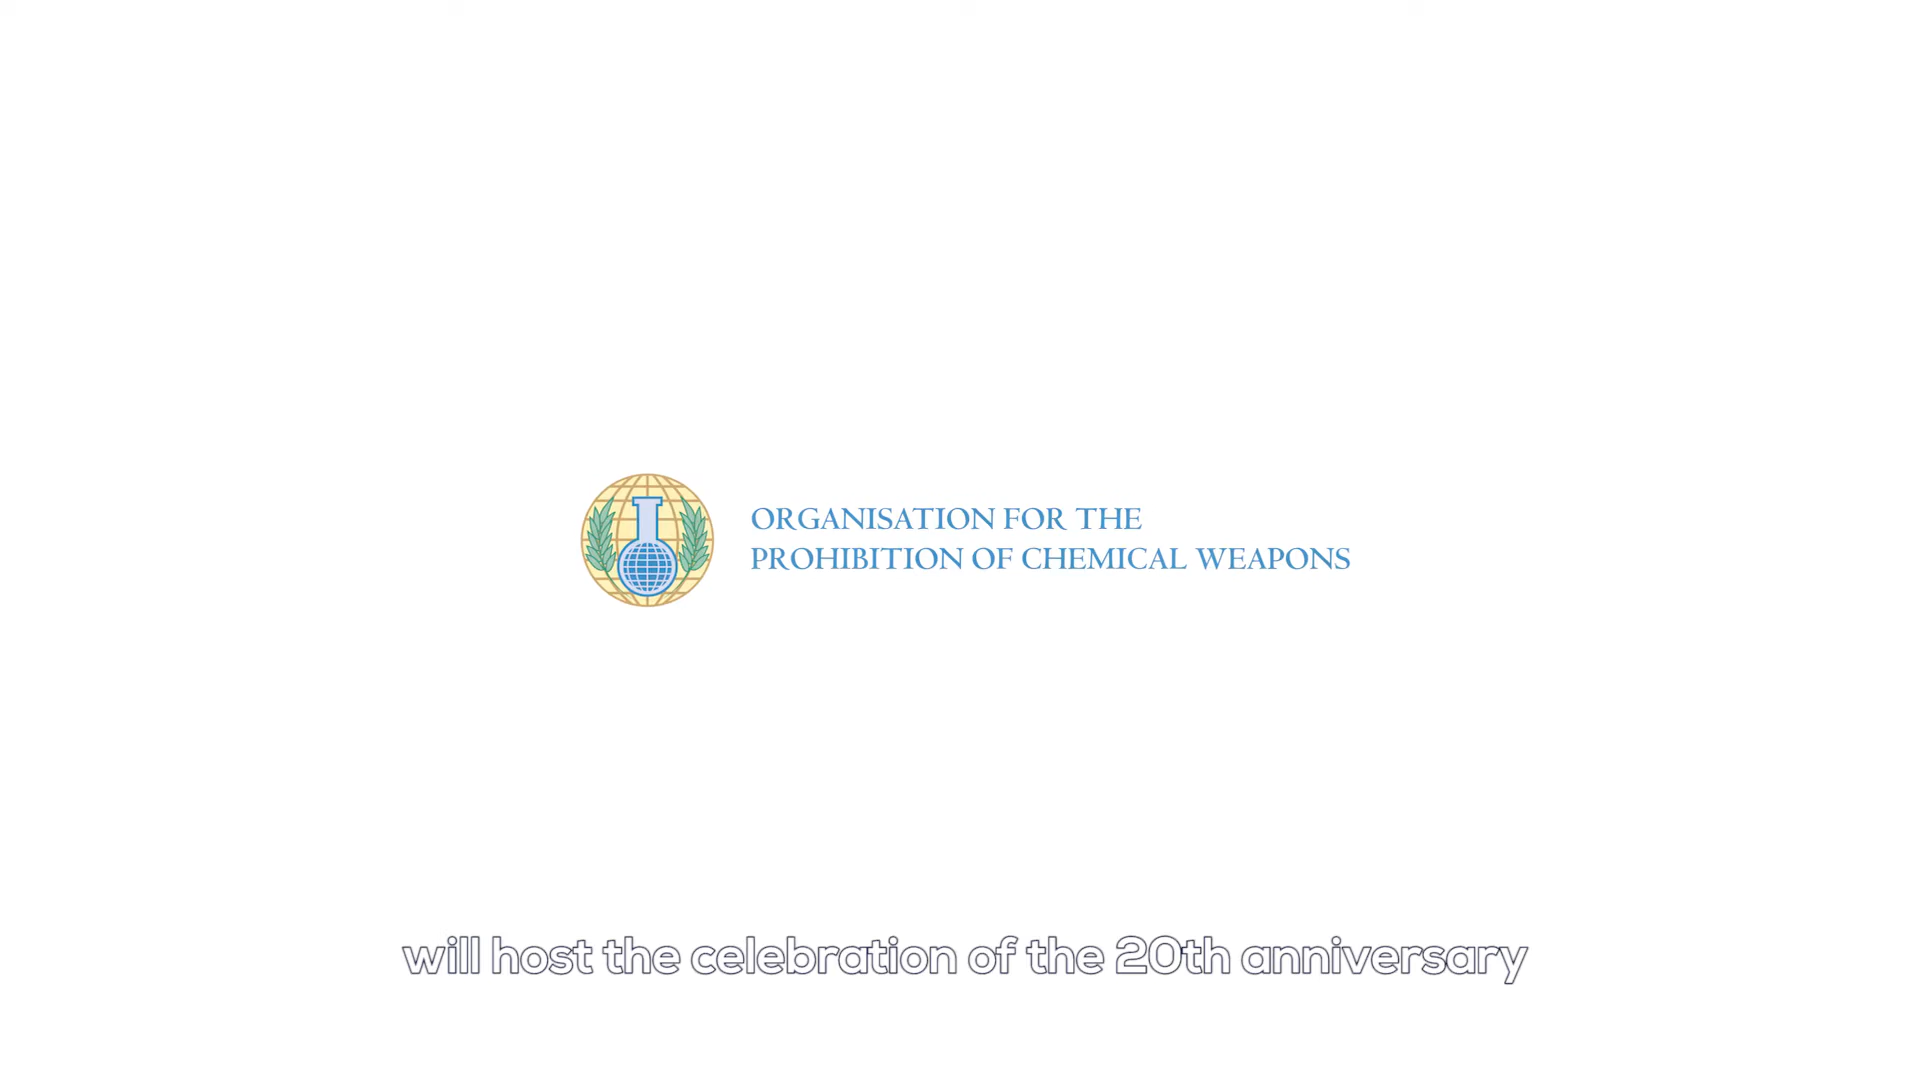 ORGANISATION FOR THE
PROHIBITION OF CHEMICAL WEAPONS
will host the celebration of the 20th anniversary